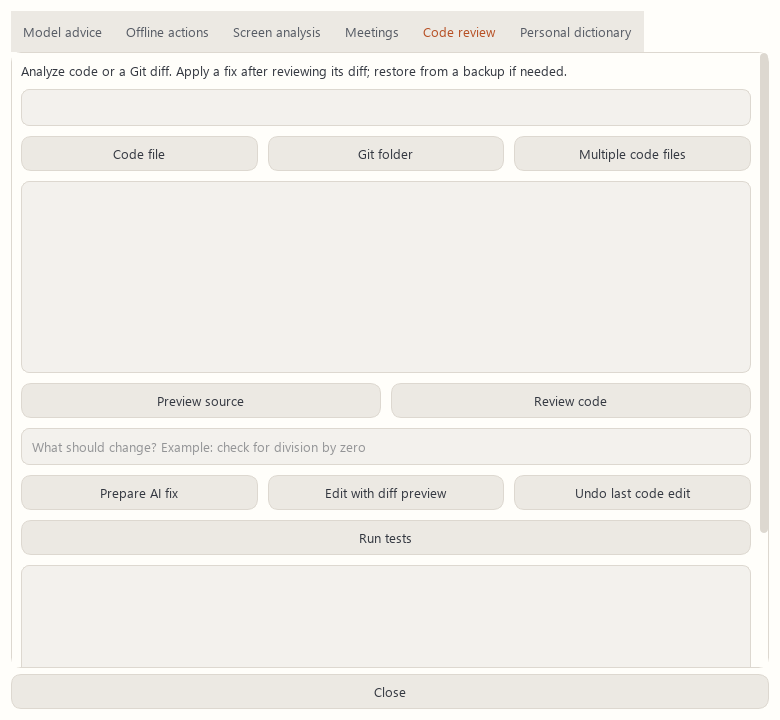 Model advice Offline actions Screen analysis Meetings Code review Personal dictionary
Analyze code or a Git diff. Apply a fix after reviewing its diff; restore from a backup if needed.
Code file Git folder Multiple code files
Preview source Review code
What should change? Example: check for division by zero
Prepare AI fix Edit with diff preview Undo last code edit
Run tests
Close